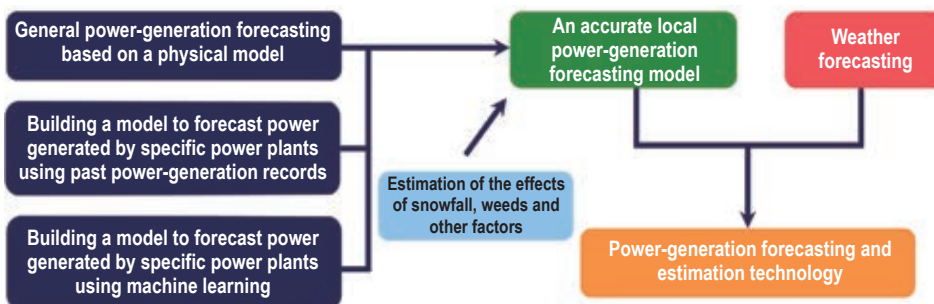 General power-generation forecasting
based on a physical model
Building a model to forecast power
generated by specific power plants
using past power-generation records
Building a model to forecast power
generated by specific power plants
using machine learning
Estimation of the effects
of snowfall, weeds and
other factors
An accurate local
power-generation
forecasting model
Weather
forecasting
Power-generation forecasting and
estimation technology